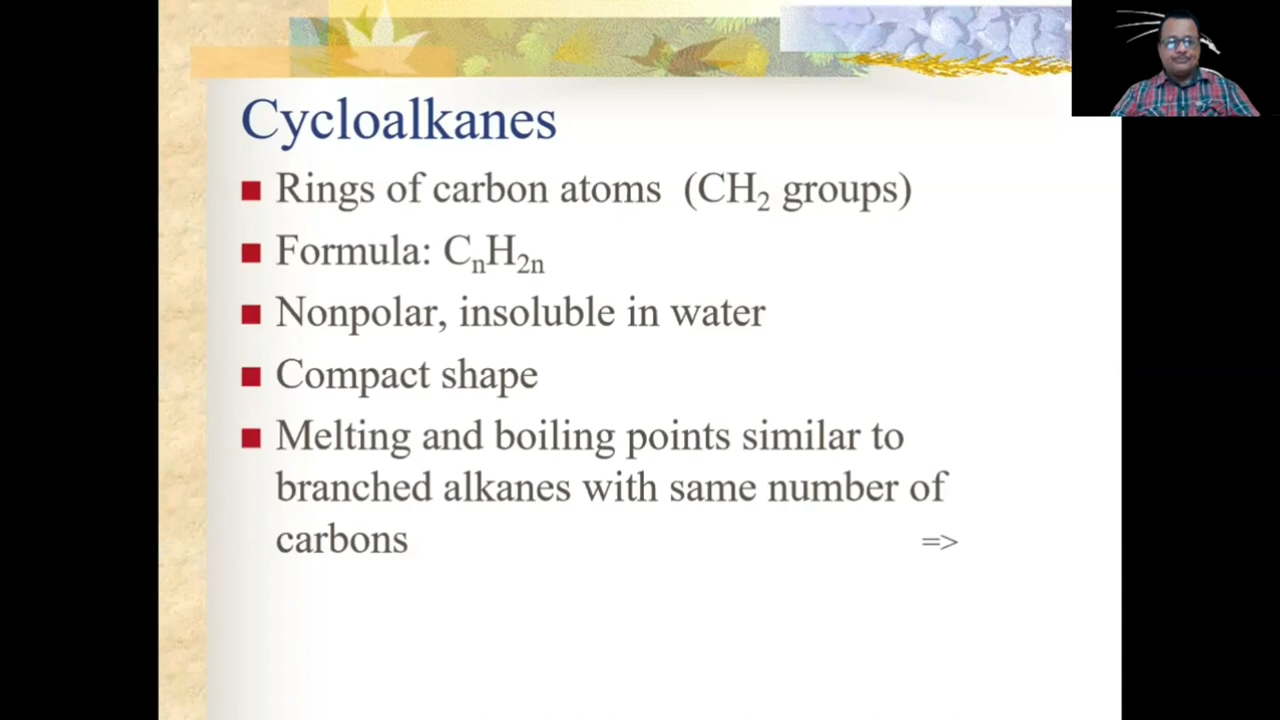 Cycloalkanes
Rings of carbon atoms (CH₂ groups)
Formula: CₙH₂ₙ
Nonpolar, insoluble in water
Compact shape
Melting and boiling points similar to
branched alkanes with same number of
carbons =>